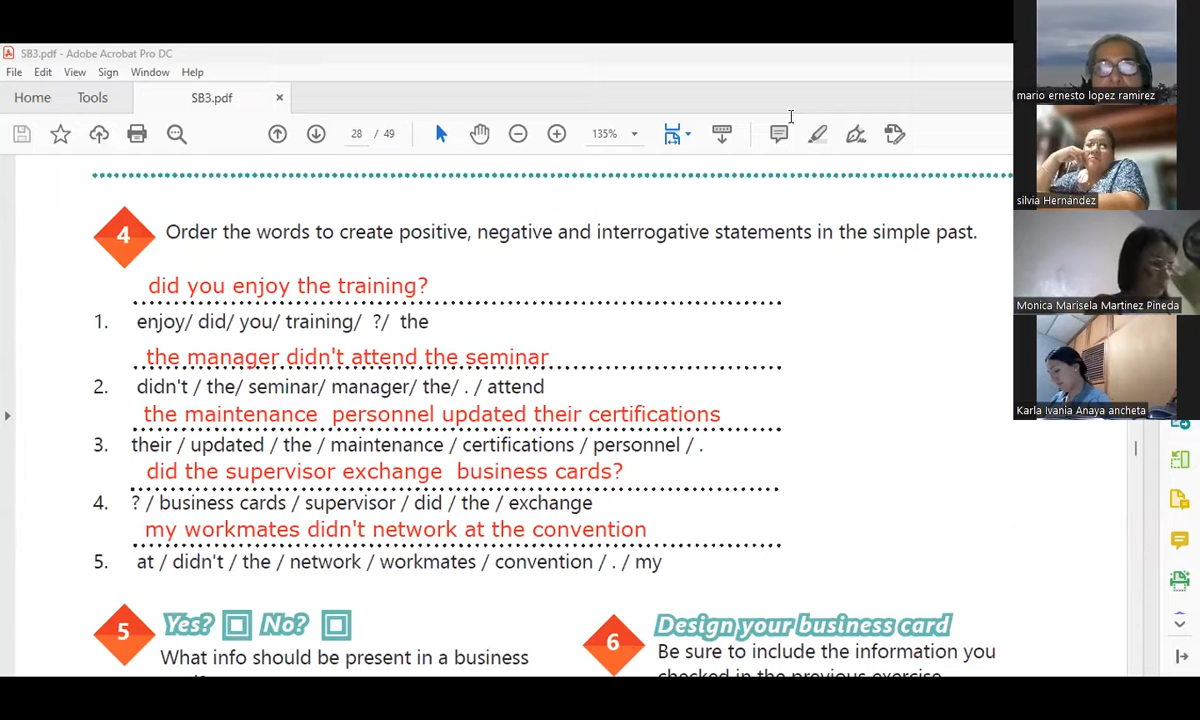 SB3.pdf - Adobe Acrobat Pro DC
File Edit View Sign Window Help
Home Tools SB3.pdf ×
28 / 49 135%
mario ernesto lopez ramirez
silvia Hernández
Monica Marisela Martinez Pineda
Karla Ivania Anaya ancheta
4 Order the words to create positive, negative and interrogative statements in the simple past.
did you enjoy the training?
1. enjoy/ did/ you/ training/ ?/ the
the manager didn't attend the seminar
2. didn't / the/ seminar/ manager/ the/ . / attend
the maintenance personnel updated their certifications
3. their / updated / the / maintenance / certifications / personnel / .
did the supervisor exchange business cards?
4. ? / business cards / supervisor / did / the / exchange
my workmates didn't network at the convention
5. at / didn't / the / network / workmates / convention / . / my
5 Yes? No?
What info should be present in a business
6 Design your business card
Be sure to include the information you
checked in the previous exercise